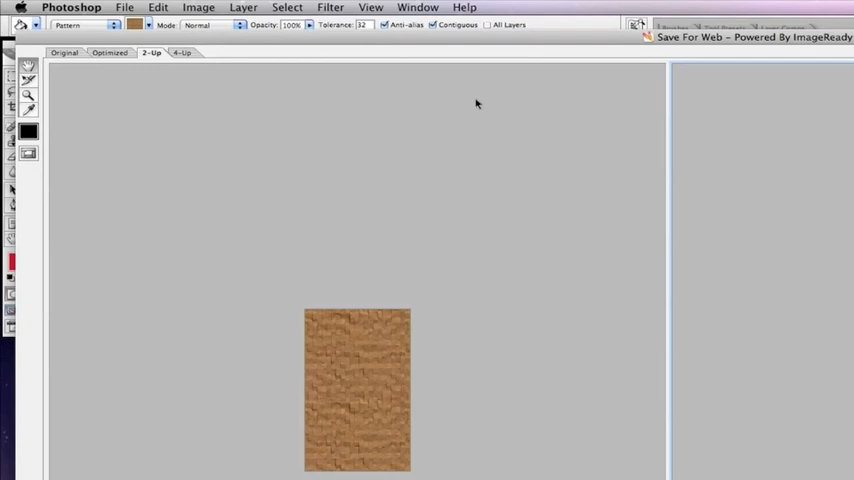 Photoshop File Edit Image Layer Select Filter View Window Help
Pattern Mode: Normal Opacity: 100% Tolerance: 32 Anti-alias Contiguous All Layers
Save For Web - Powered By ImageReady
Original Optimized 2-Up 4-Up